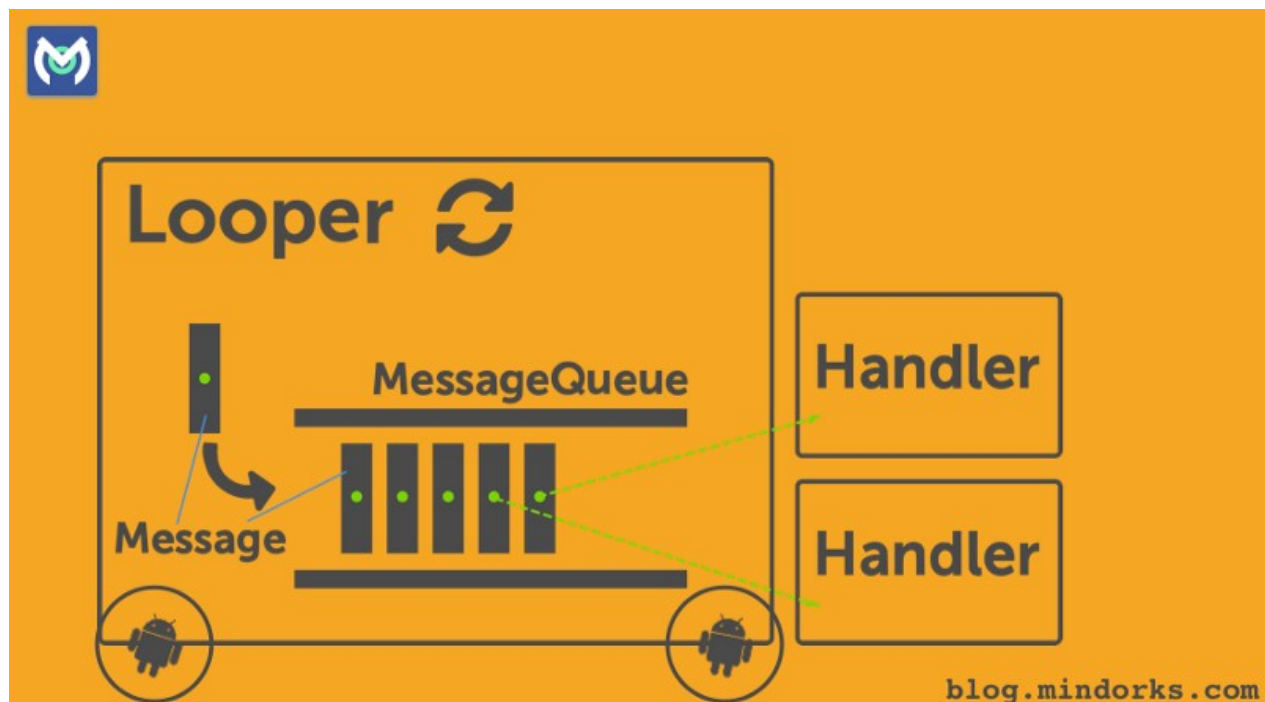 Looper
MessageQueue
Message
Handler
Handler
blog.mindorks.com